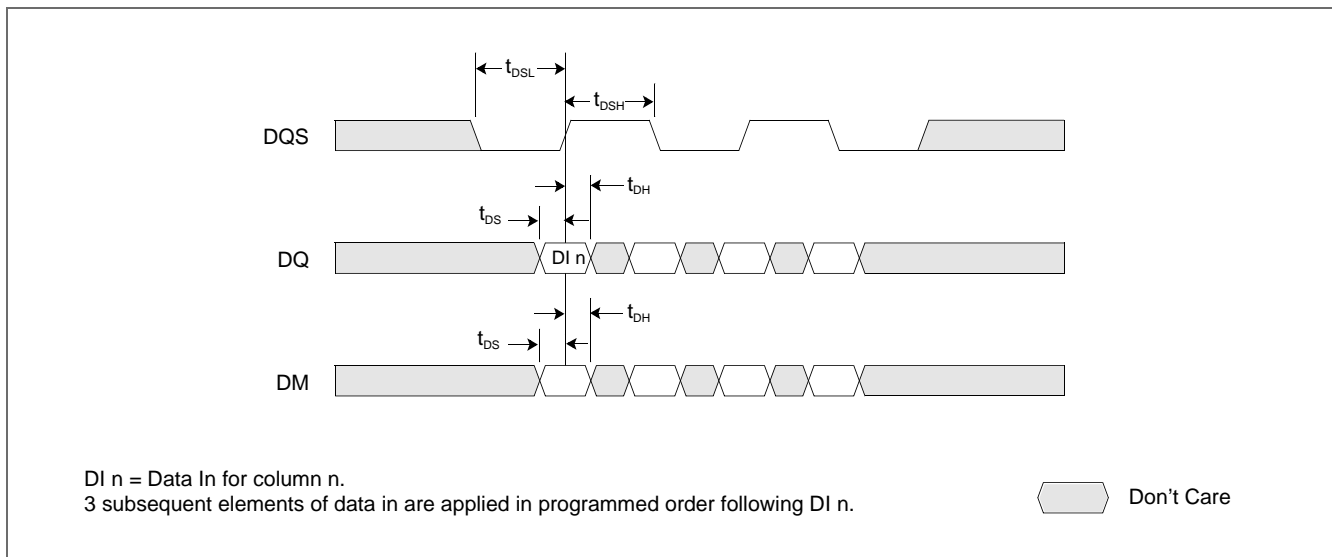 tDSL
tDSH
DQS
tDH
tDS
DQ
DI n
tDH
tDS
DM
DI n = Data In for column n.
3 subsequent elements of data in are applied in programmed order following DI n.
Don't Care